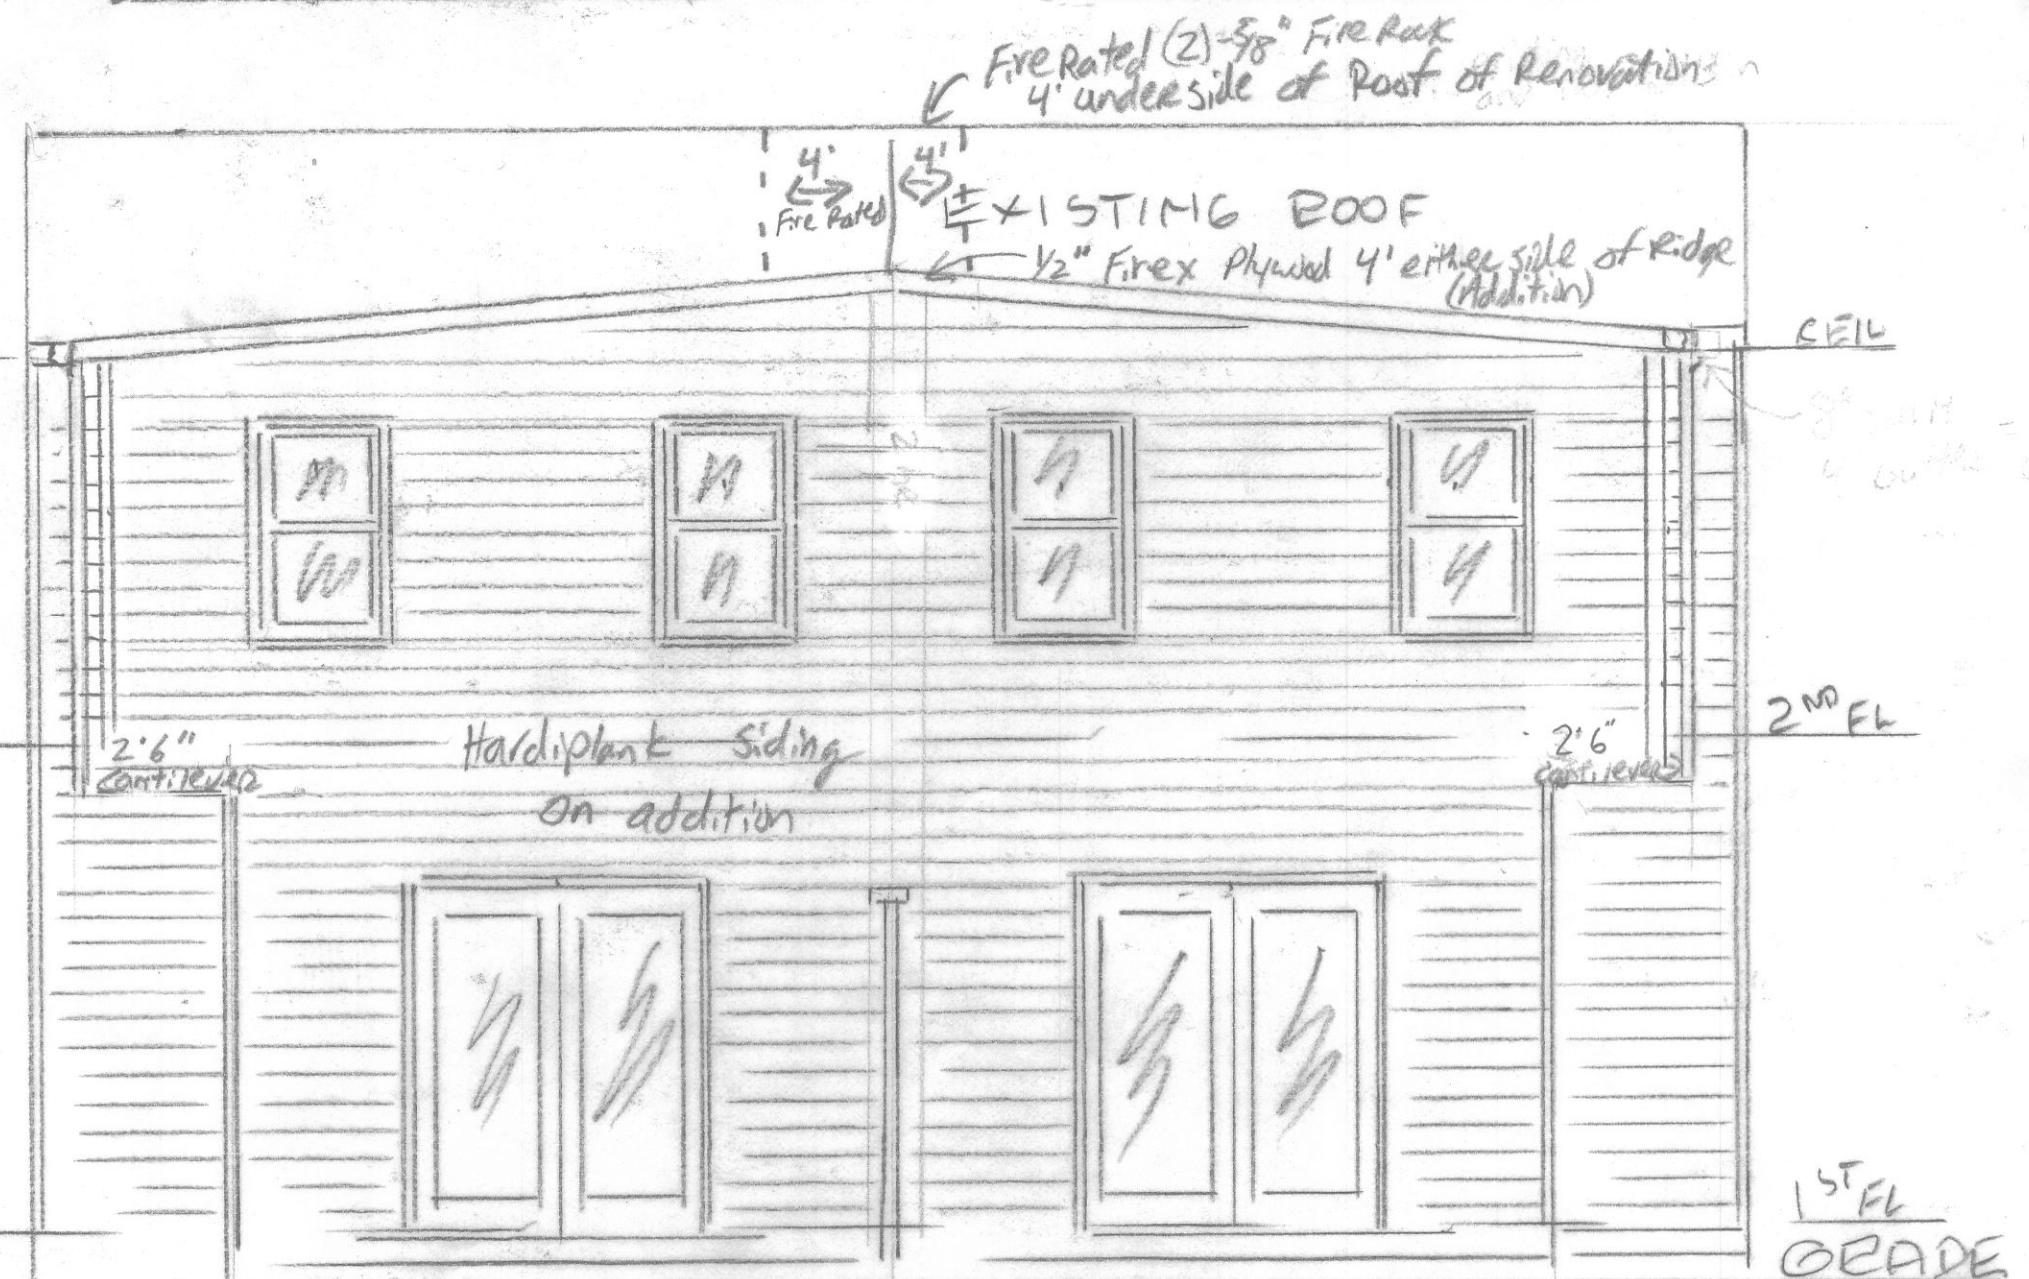 Fire Rated (2)-5/8" Fire Rock
4' underside of Roof of Renovation
4'
4'
Fire Rated
EXISTING ROOF
1/2" Firex Plywood 4' either side of Ridge
(Addition)
CEIL
2ND FL
2'6"
cantilever
Hardiplank siding
on addition
2'6"
cantilever
1ST FL
GRADE